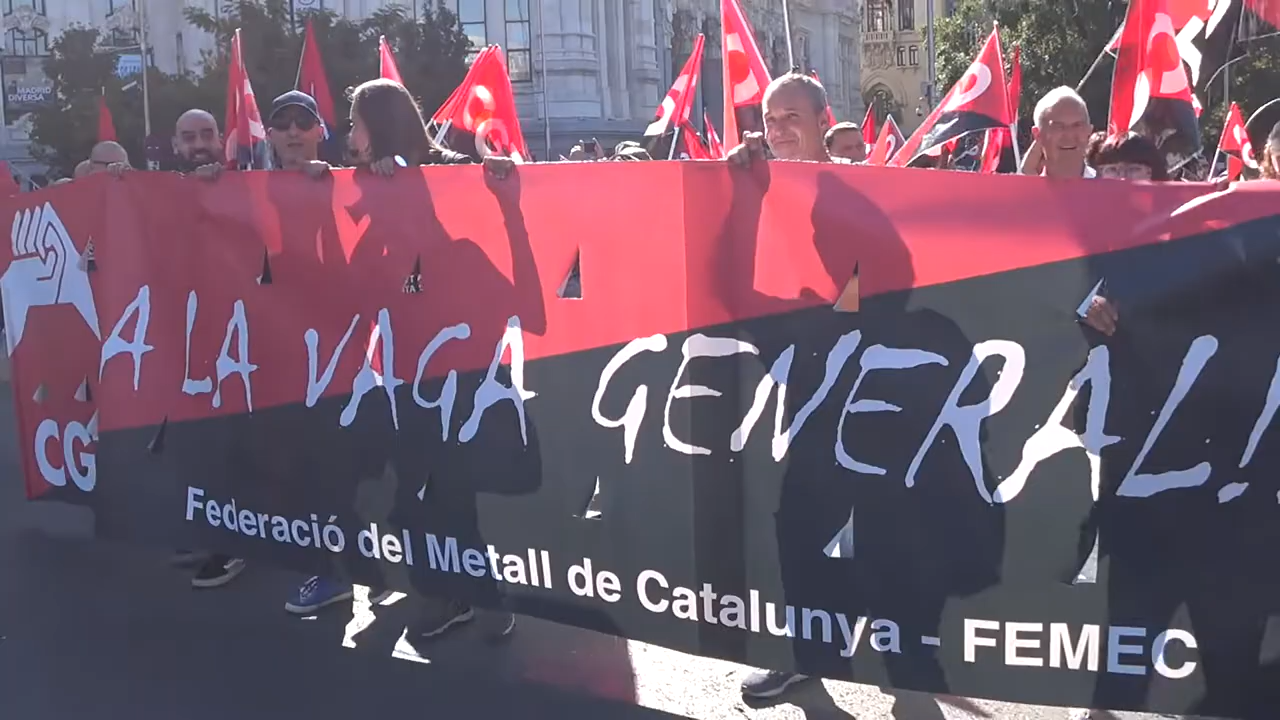 MADRID
DIVERSA
A LA VAGA GENERAL!
CG
Federació del Metall de Catalunya - FEMEC